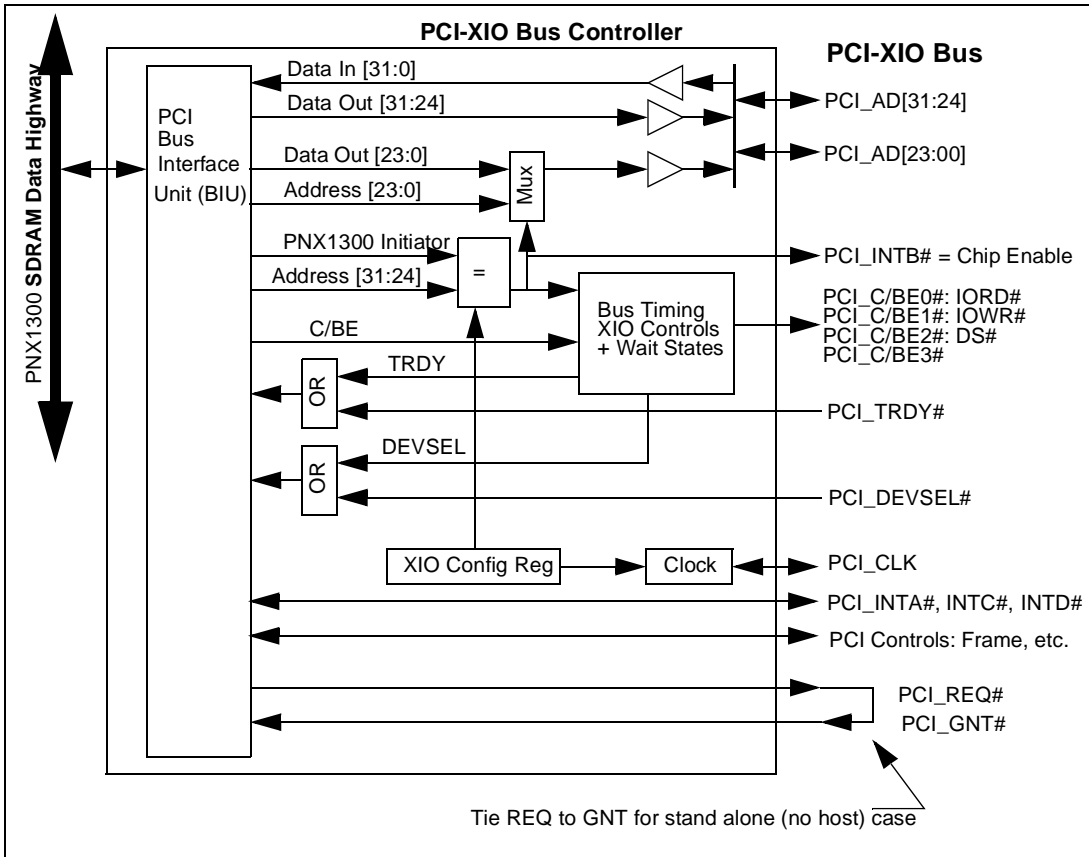 PCI-XIO Bus Controller
PCI-XIO Bus
PNX1300 SDRAM Data Highway
PCI
Bus
Interface
Unit (BIU)
Data In [31:0]
Data Out [31:24]
PCI_AD[31:24]
Data Out [23:0]
Address [23:0]
Mux
PCI_AD[23:00]
PNX1300 Initiator
Address [31:24]
=
PCI_INTB# = Chip Enable
C/BE
Bus Timing
XIO Controls
+ Wait States
PCI_C/BE0#: IORD#
PCI_C/BE1#: IOWR#
PCI_C/BE2#: DS#
PCI_C/BE3#
TRDY
OR
PCI_TRDY#
DEVSEL
OR
PCI_DEVSEL#
XIO Config Reg
Clock
PCI_CLK
PCI_INTA#, INTC#, INTD#
PCI Controls: Frame, etc.
PCI_REQ#
PCI_GNT#
Tie REQ to GNT for stand alone (no host) case